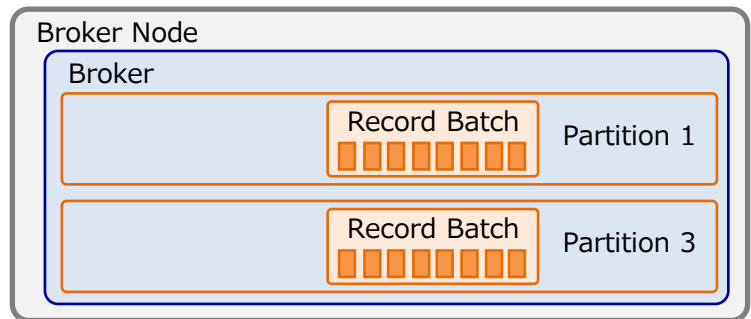 Broker Node
Broker
Record Batch
Partition 1
Record Batch
Partition 3